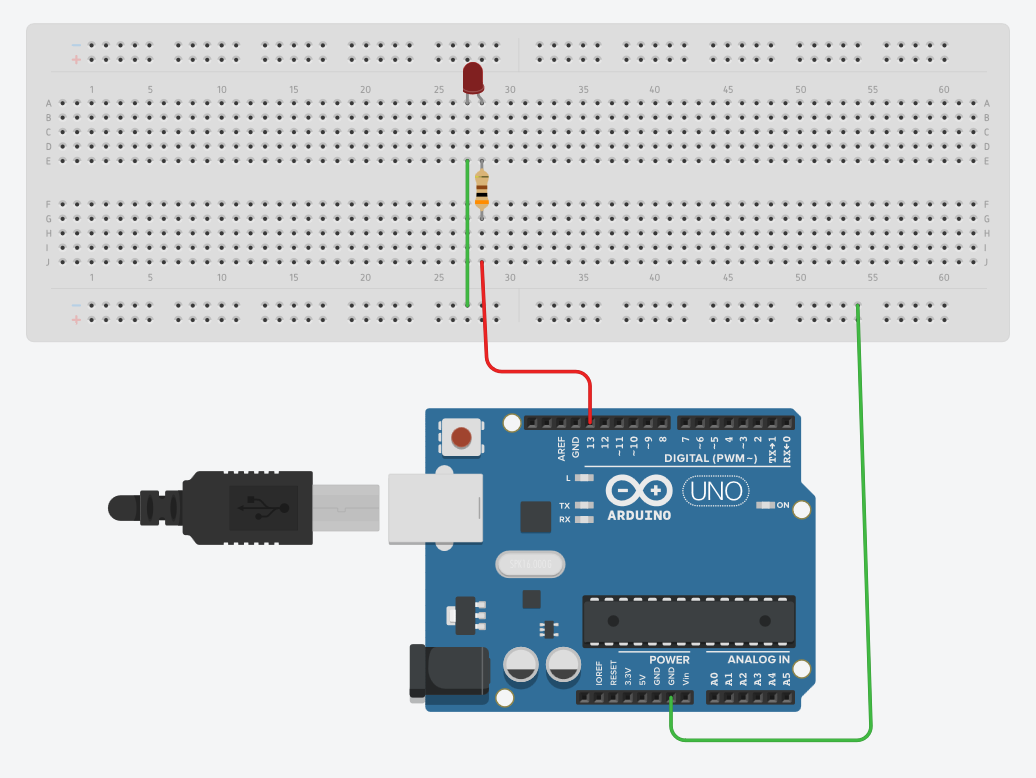 − −
+ +
1 5 10 15 20 25 30 35 40 45 50 55 60
A A
B B
C C
D D
E E
F F
G G
H H
I I
J J
1 5 10 15 20 25 30 35 40 45 50 55 60
−
+
AREF GND 13 12 ~11 ~10 ~9 8 7 ~6 ~5 4 ~3 2 TX→1 RX←0
DIGITAL (PWM~)
L
TX
RX
UNO
ON
ARDUINO
POWER
ANALOG IN
IOREF RESET 3.3V 5V GND GND Vin A0 A1 A2 A3 A4 A5